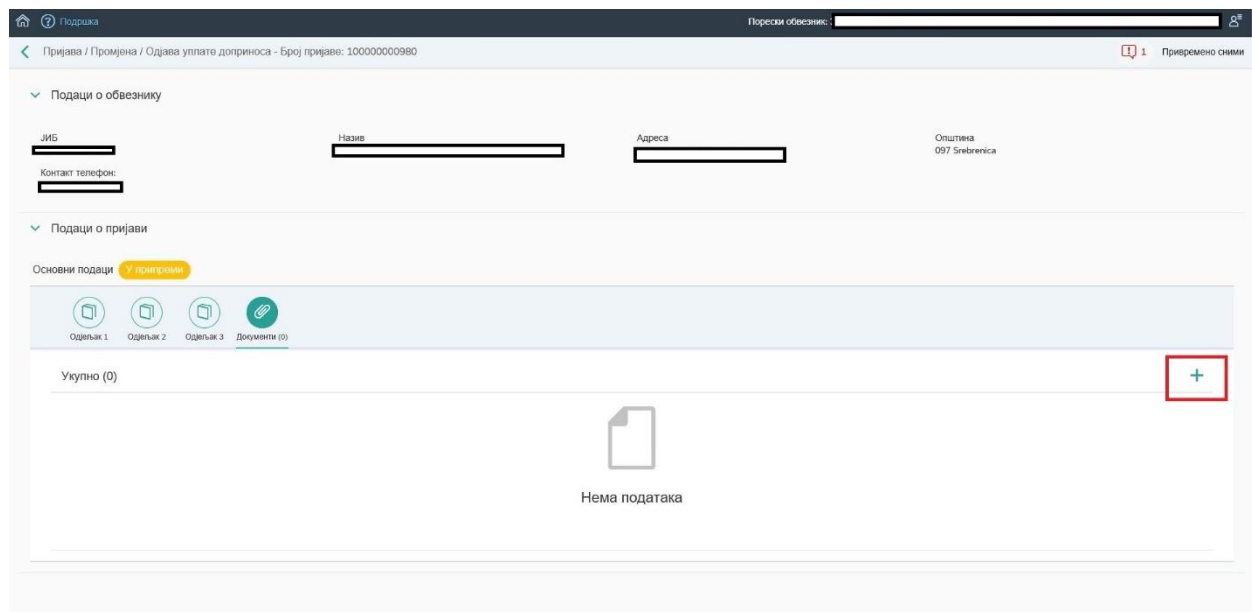 Подршка
Порески обвезник:
Пријава / Промјена / Одјава уплате доприноса - Број пријаве: 100000000980
1 Привремено сними
Подаци о обвезнику
ЈИБ Назив Адреса Општина
097 Srebrenica
Контакт телефон:
Подаци о пријави
Основни подаци У припреми
Одјељак 1 Одјељак 2 Одјељак 3 Документи (0)
Укупно (0)
Нема података